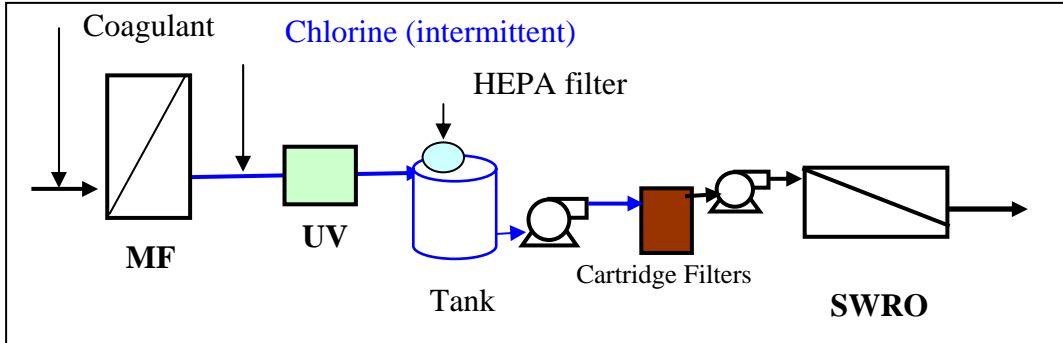 Coagulant
Chlorine (intermittent)
HEPA filter
MF
UV
Tank
Cartridge Filters
SWRO